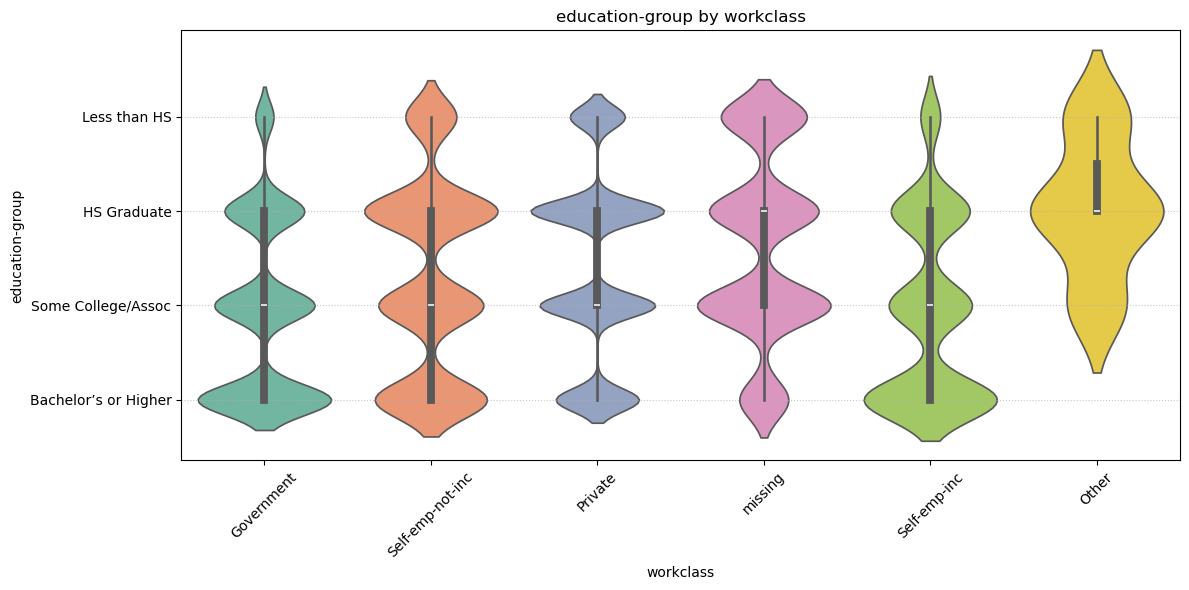 education-group by workclass
education-group
Less than HS
HS Graduate
Some College/Assoc
Bachelor’s or Higher
Government
Self-emp-not-inc
Private
missing
Self-emp-inc
Other
workclass